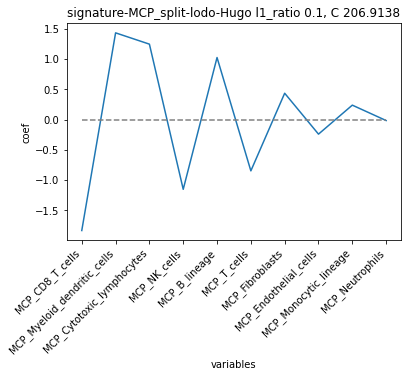 signature-MCP_split-lodo-Hugo l1_ratio 0.1, C 206.9138
1.5
1.0
0.5
0.0
−0.5
−1.0
−1.5
coef
MCP_CD8_T_cells
MCP_Myeloid_dendritic_cells
MCP_Cytotoxic_lymphocytes
MCP_NK_cells
MCP_B_lineage
MCP_T_cells
MCP_Fibroblasts
MCP_Endothelial_cells
MCP_Monocytic_lineage
MCP_Neutrophils
variables